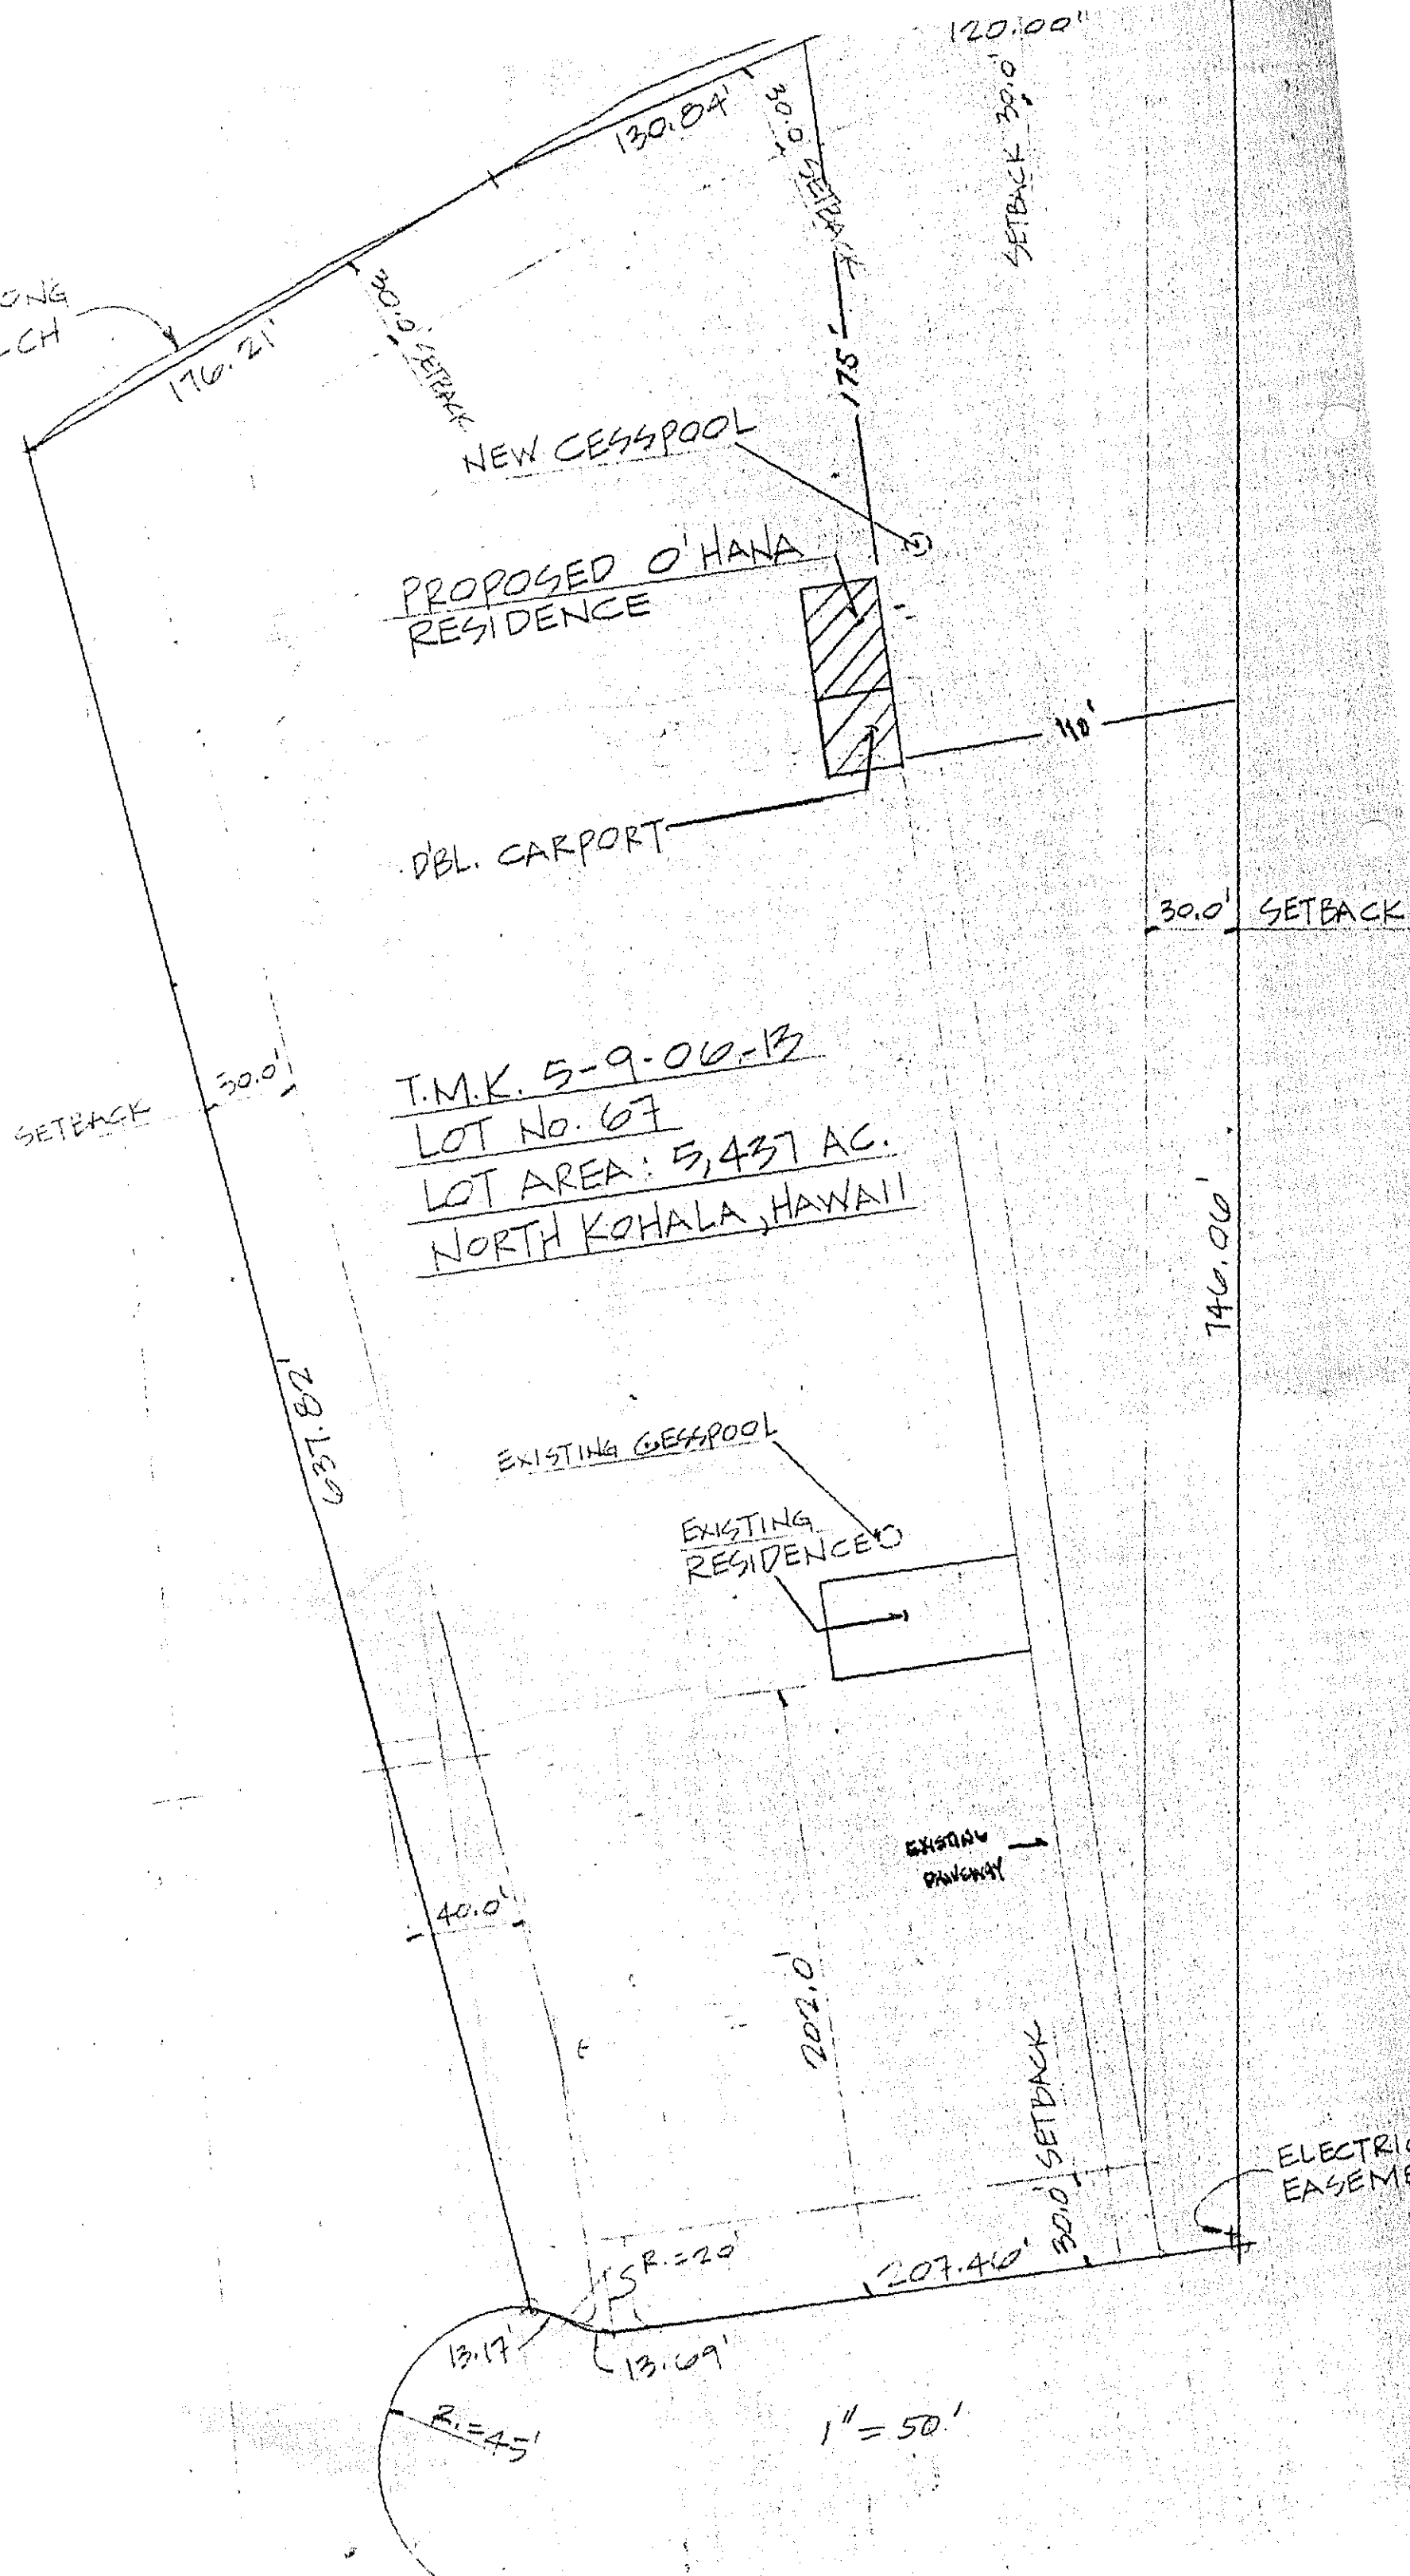 120.00"
130.84'
30.0 SETBACK
SETBACK 30.0'
176.21'
30.0' SETBACK
175'
NEW CESSPOOL
PROPOSED O'HANA
RESIDENCE
110'
D'BL. CARPORT
30.0' SETBACK
SETBACK 30.0'
T.M.K. 5-9-06-13
LOT No. 67
LOT AREA: 5,437 AC.
NORTH KOHALA, HAWAII
746.06'
637.82'
EXISTING CESSPOOL
EXISTING
RESIDENCE
EXISTING
DRIVEWAY
40.0'
202.0'
30.0' SETBACK
R.=20'
207.46'
13.17'
13.69'
R.=45'
1"=50'